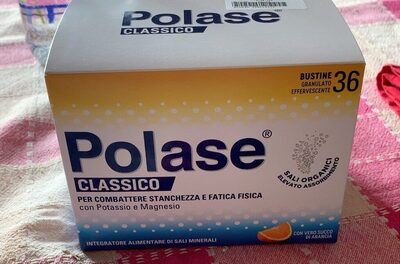 Polase
CLASSICO
BUSTINE
GRANULATO
EFFERVESCENTE
36
Polase®
CLASSICO
PER COMBATTERE STANCHEZZA E FATICA FISICA
con Potassio e Magnesio
SALI ORGANICI
ELEVATO ASSORBIMENTO
CON VERO SUCCO
DI ARANCIA
INTEGRATORE ALIMENTARE DI SALI MINERALI